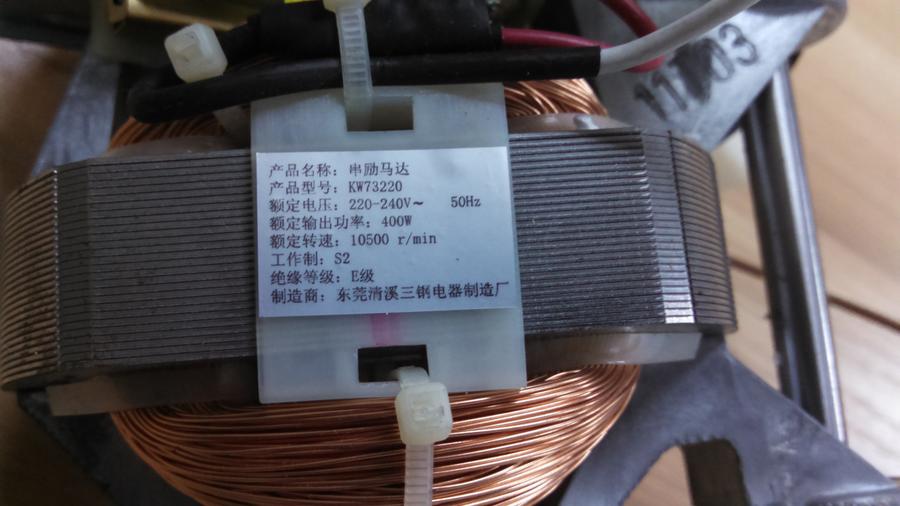 产品名称：串励马达
产品型号：KW73220
额定电压：220-240V～ 50Hz
额定输出功率：400W
额定转速：10500 r/min
工作制：S2
绝缘等级：E级
制造商：东莞清溪三钢电器制造厂